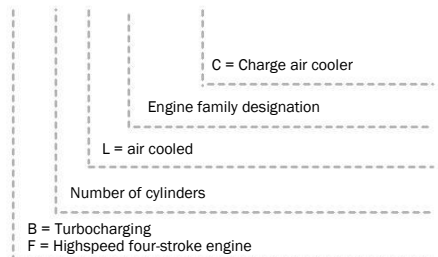 C = Charge air cooler
Engine family designation
L = air cooled
Number of cylinders
B = Turbocharging
F = Highspeed four-stroke engine